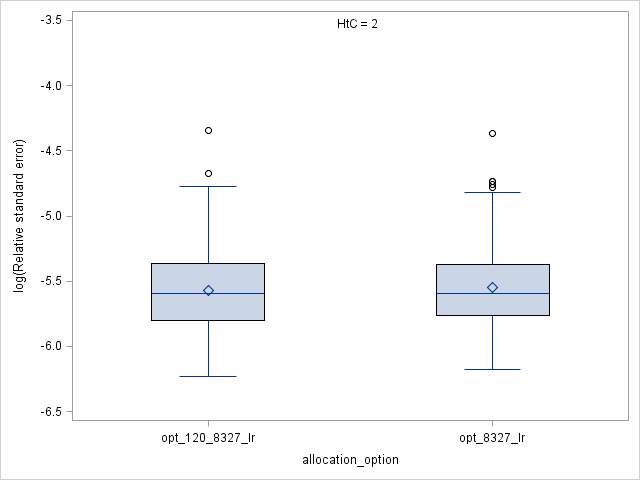 HtC = 2
-3.5
-4.0
-4.5
-5.0
-5.5
-6.0
-6.5
log(Relative standard error)
opt_120_8327_lr opt_8327_lr
allocation_option